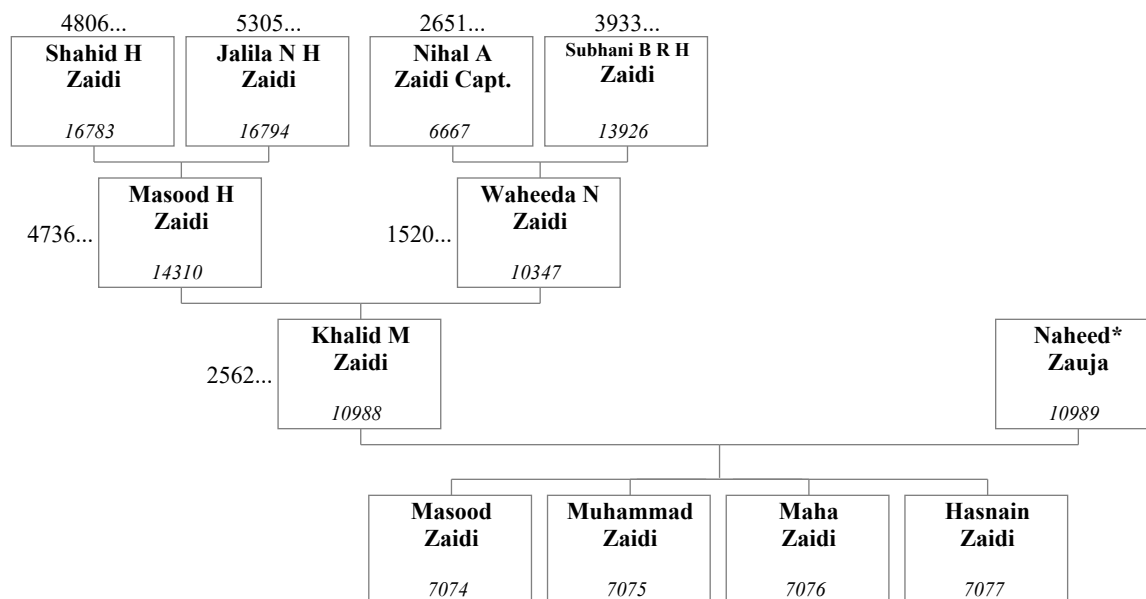 4806... 5305... 2651... 3933...
Shahid H Jalila N H Nihal A Subhani B R H
Zaidi Zaidi Zaidi Capt. Zaidi
16783 16794 6667 13926
Masood H Waheeda N
Zaidi Zaidi
4736... 1520...
14310 10347
Khalid M Naheed*
Zaidi Zauja
2562...
10988 10989
Masood Muhammad Maha Hasnain
Zaidi Zaidi Zaidi Zaidi
7074 7075 7076 7077